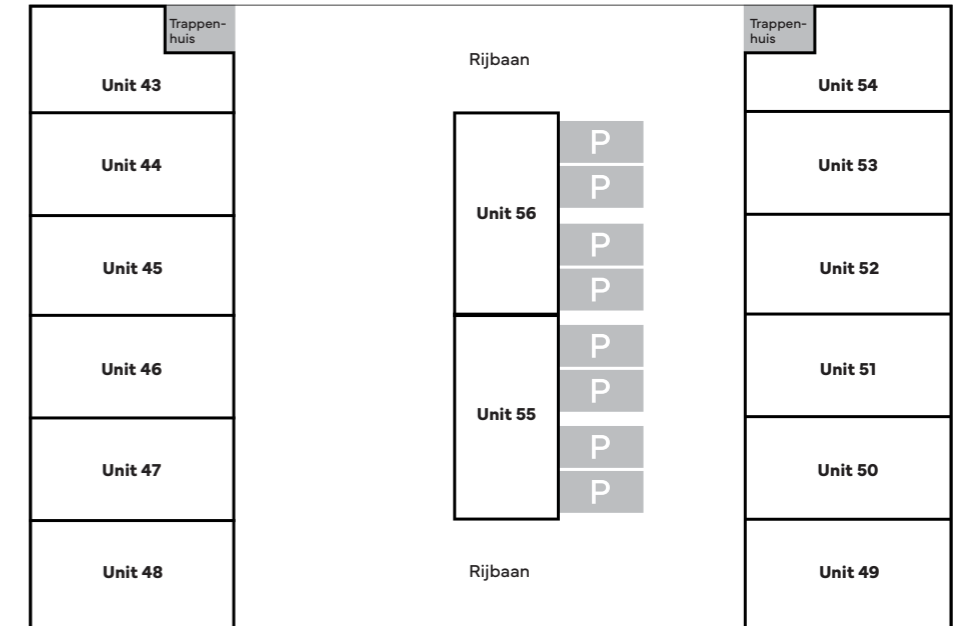 Trappen-
huis
Trappen-
huis
Rijbaan
Unit 43
Unit 54
P
Unit 44
Unit 53
P
Unit 56
P
Unit 45
Unit 52
P
P
Unit 46
Unit 51
P
Unit 55
P
Unit 47
Unit 50
P
Unit 48
Rijbaan
Unit 49